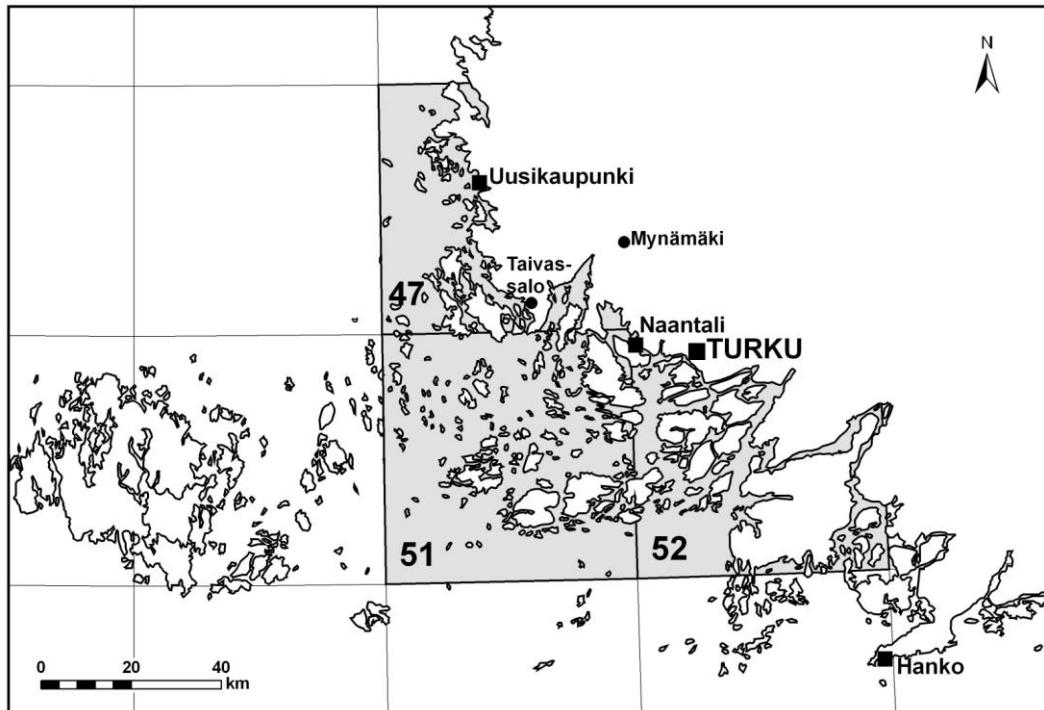 N
Uusikaupunki
Mynämäki
Taivas-
salo
47
Naantali
TURKU
51
52
Hanko
0 20 40
km